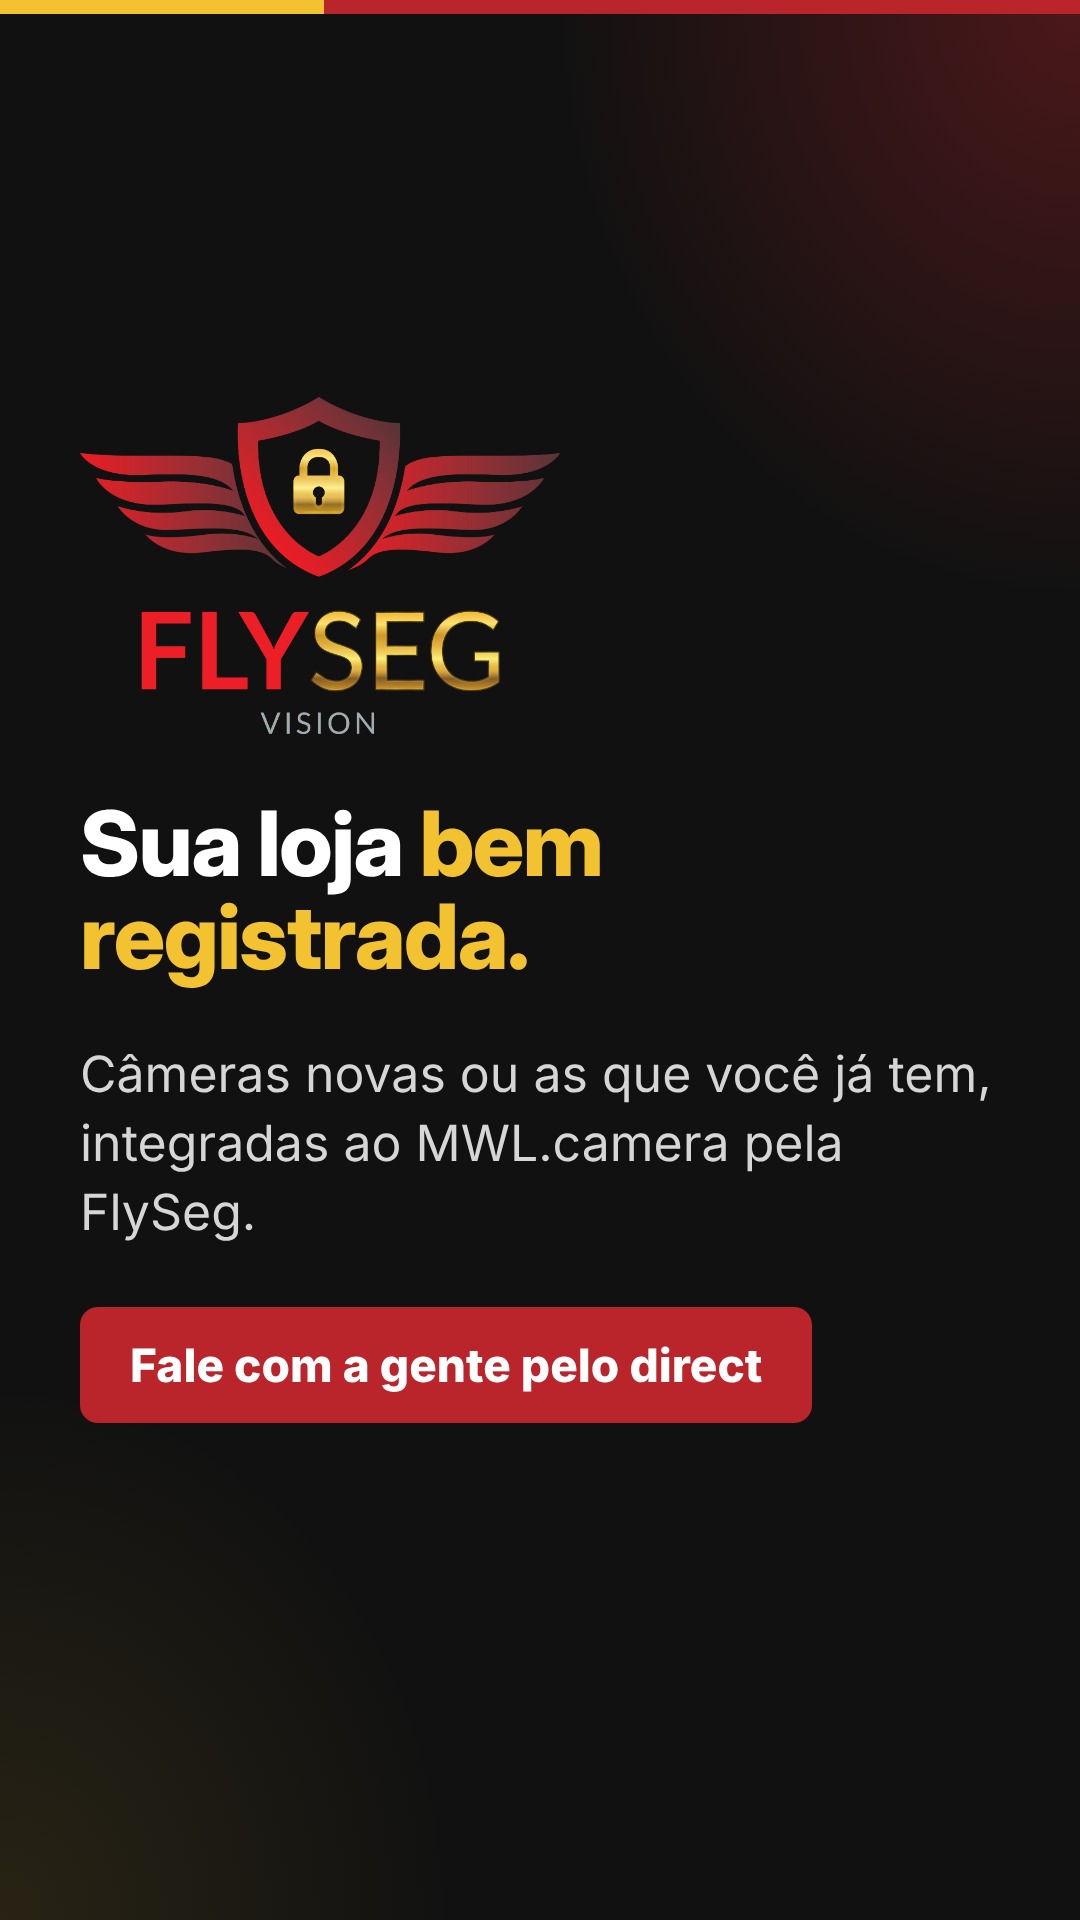 FLYSEG
VISION
Sua loja bem
registrada.
Câmeras novas ou as que você já tem,
integradas ao MWL.camera pela
FlySeg.
Fale com a gente pelo direct